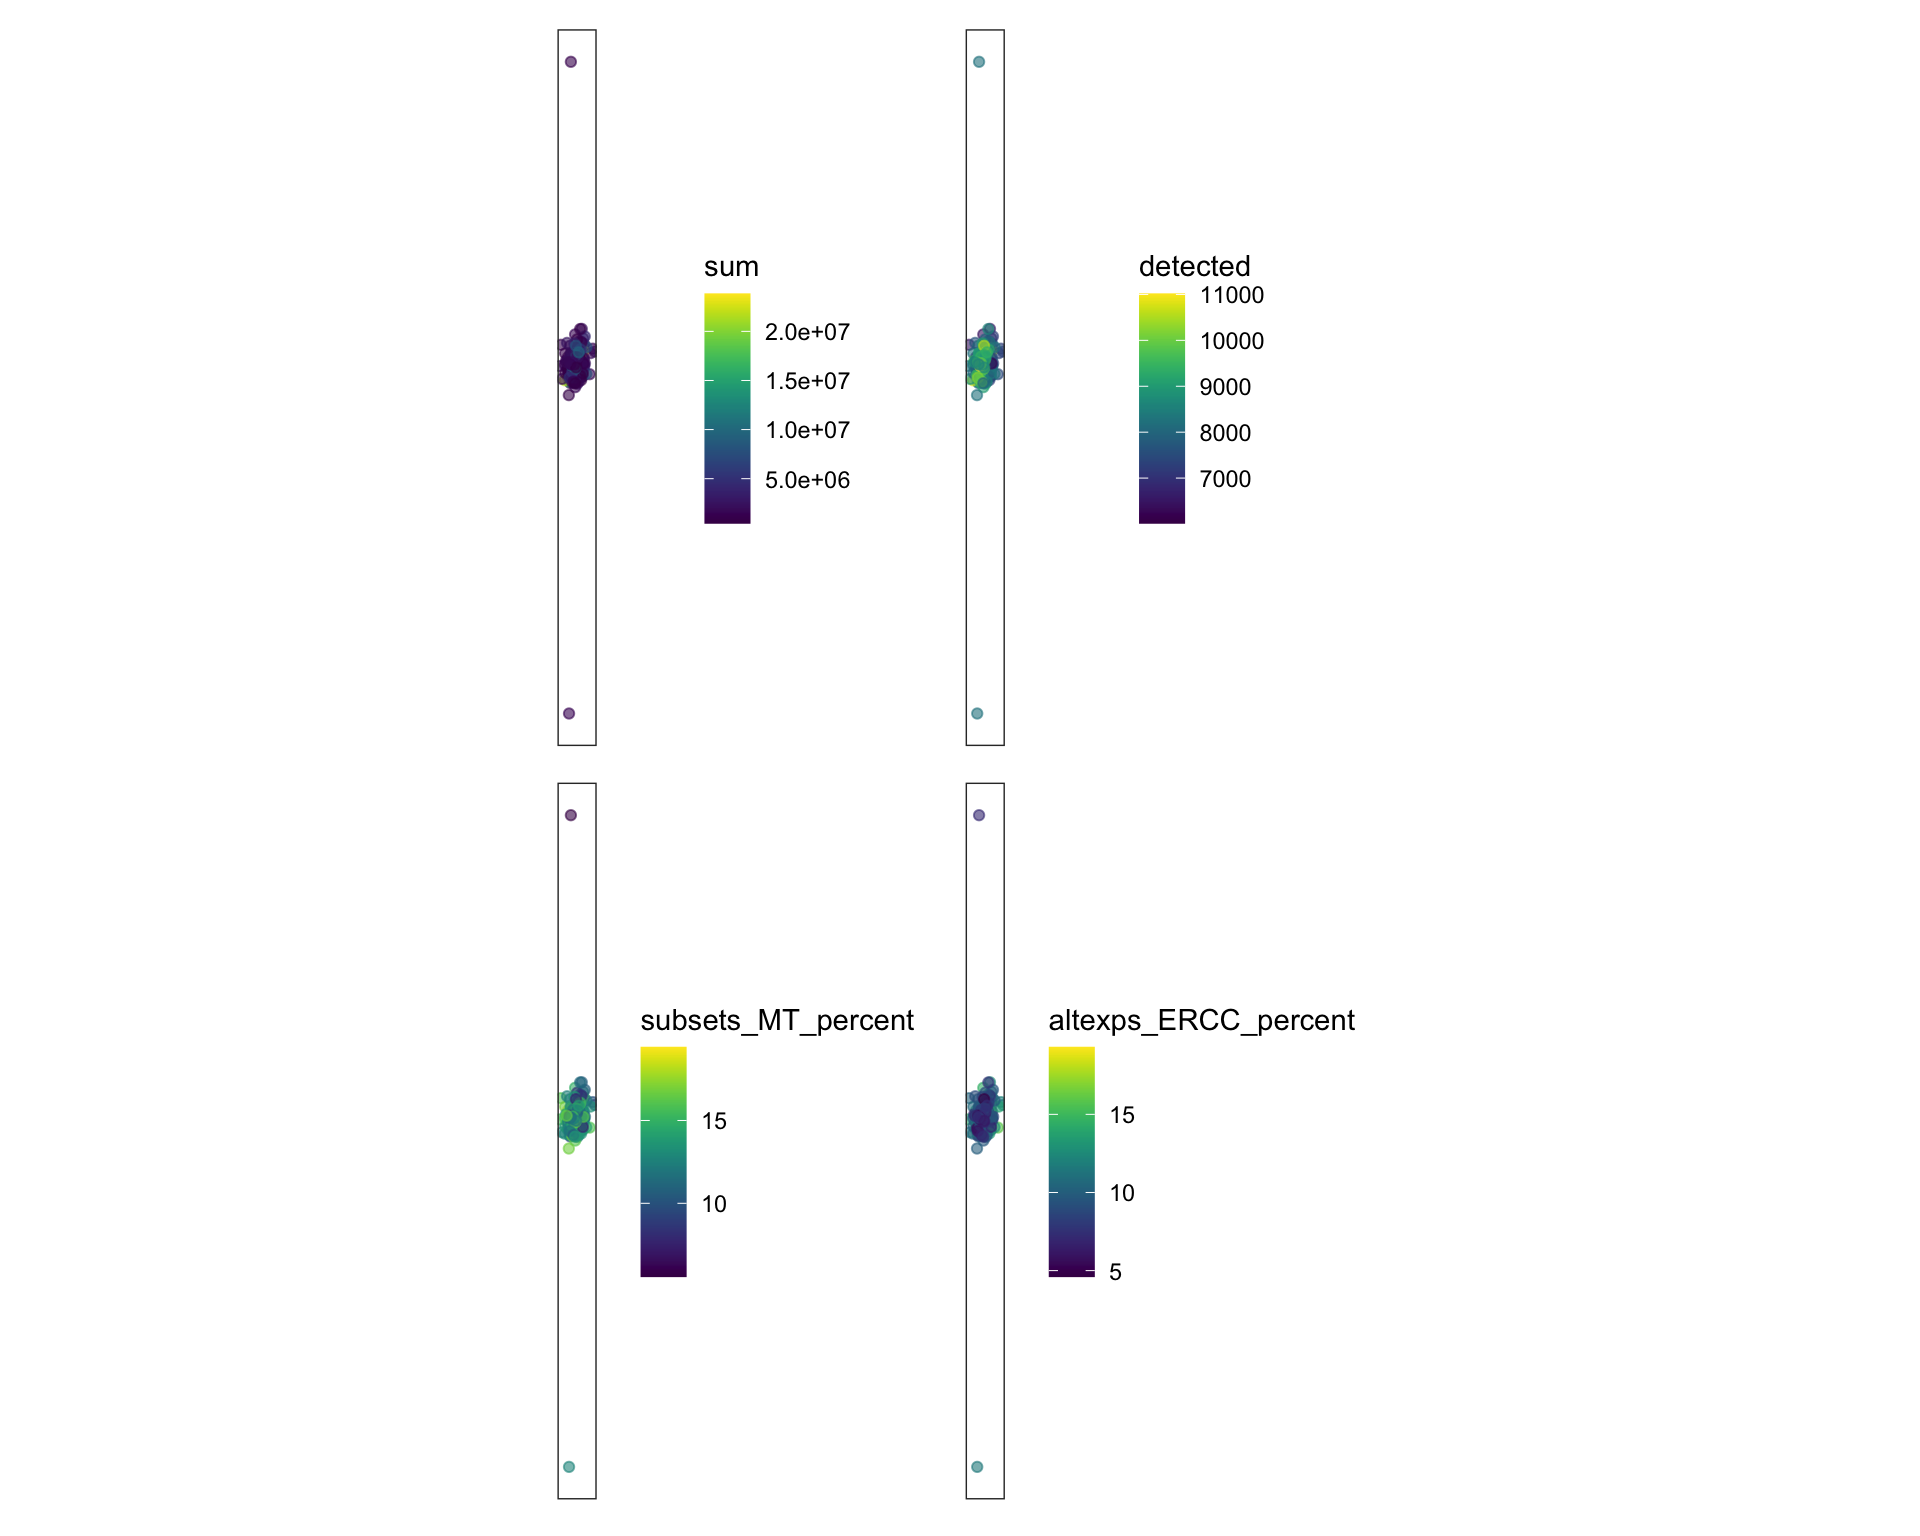 sum
2.0e+07
1.5e+07
1.0e+07
5.0e+06
detected
11000
10000
9000
8000
7000
subsets_MT_percent
15
10
altexps_ERCC_percent
15
10
5